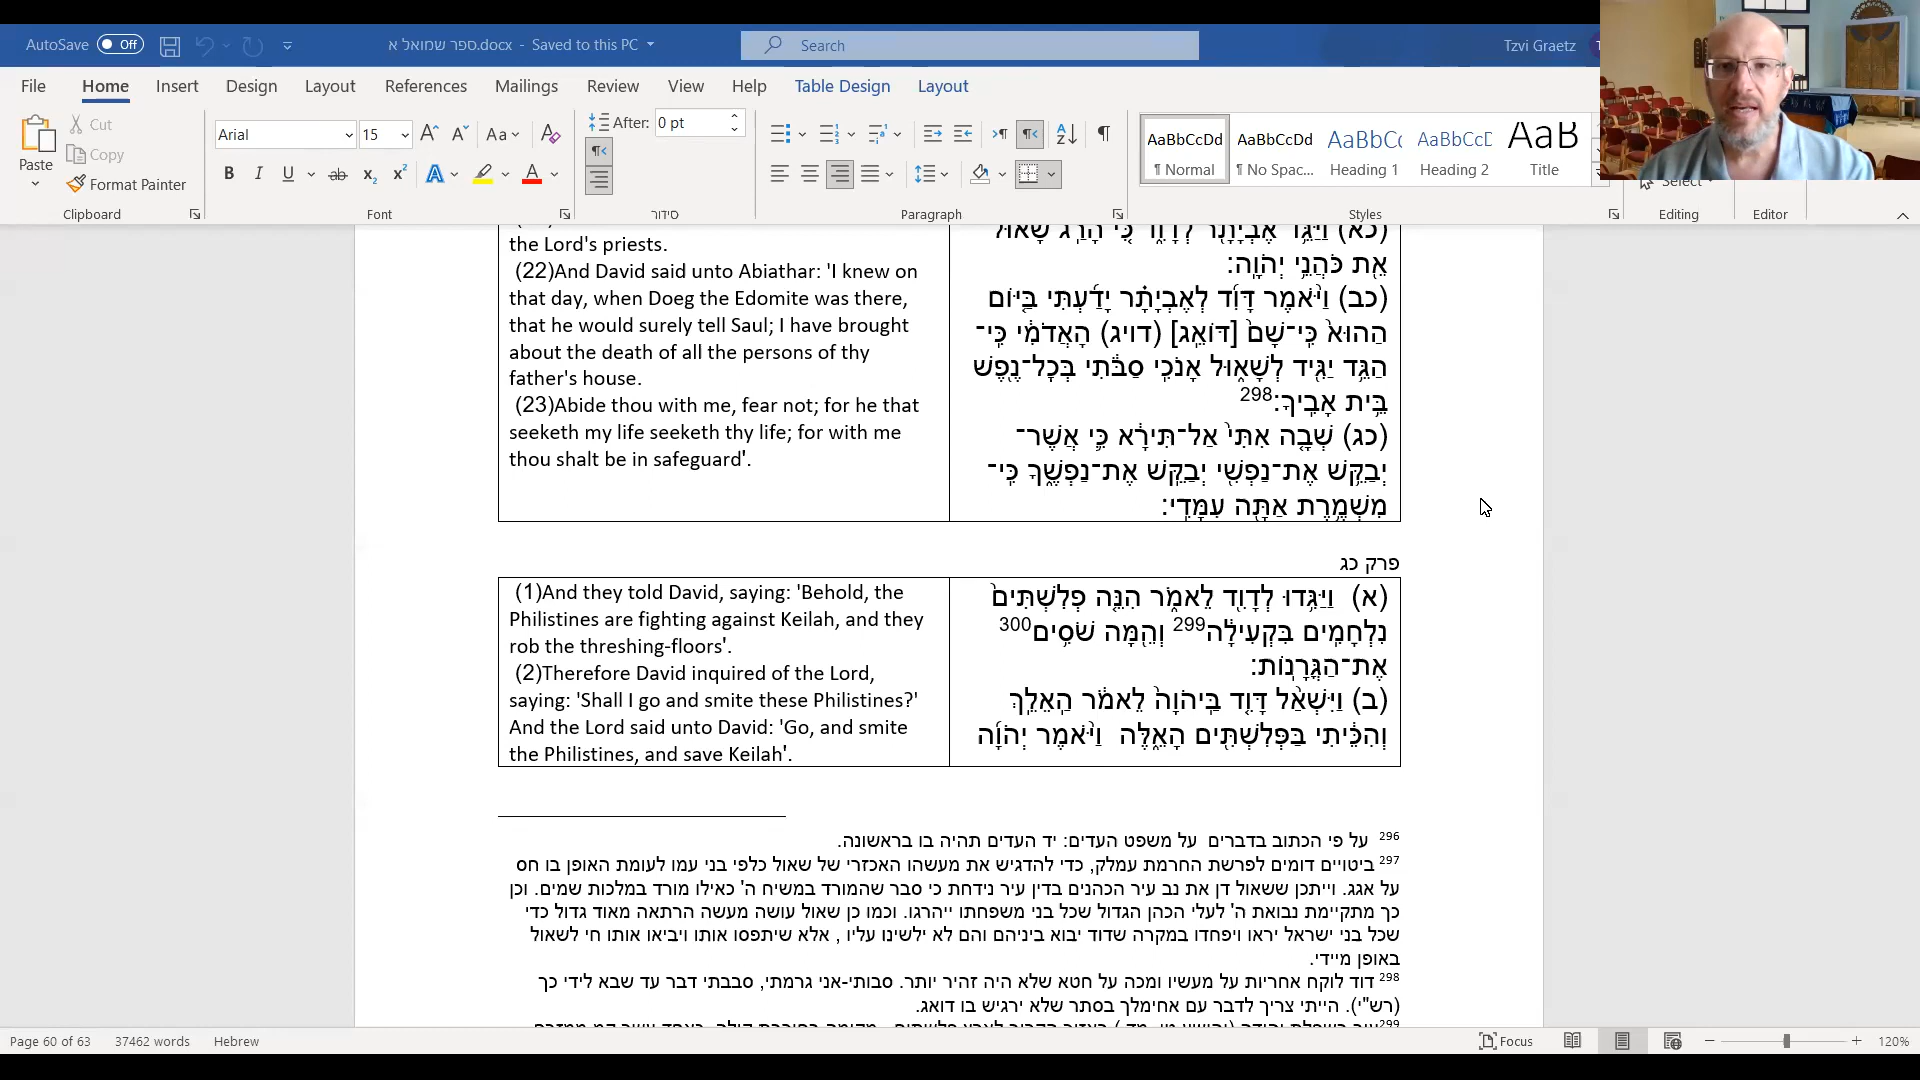 AutoSave Off ספר שמואל א.docx - Saved to this PC Search Tzvi Graetz
File Home Insert Design Layout References Mailings Review View Help Table Design Layout
Paste Cut Copy Format Painter
Clipboard
Arial 15
Font
After: 0 pt
סידור
Paragraph
AaBbCcDd AaBbCcDd AaBbCc AaBbCcD AaB
¶ Normal ¶ No Spac... Heading 1 Heading 2 Title
Styles
Select
Editing Editor
the Lord's priests.
(22)And David said unto Abiathar: 'I knew on
that day, when Doeg the Edomite was there,
that he would surely tell Saul; I have brought
about the death of all the persons of thy
father's house.
(23)Abide thou with me, fear not; for he that
seeketh my life seeketh thy life; for with me
thou shalt be in safeguard'.
(כא) וַיַּגֵּ֥ד אֶבְיָתָ֖ר לְדָוִ֑ד כִּ֚י הָרַ֣ג שָׁא֔וּל
אֵ֖ת כֹּהֲנֵ֥י יְהֹוָֽה׃
(כב) וַיֹּ֨אמֶר דָּוִ֜ד לְאֶבְיָתָ֗ר יָדַ֜עְתִּי בַּיּ֤וֹם
הַהוּא֙ כִּֽי־שָׁם֙ [דּוֹאֵ֣ג] (דויג) הָאֲדֹמִ֔י כִּֽי־
הַגֵּ֥ד יַגִּ֖יד לְשָׁא֑וּל אָנֹכִ֣י סַבֹּ֔תִי בְּכׇל־נֶ֖פֶשׁ
בֵּ֥ית אָבִֽיךָ׃298
(כג) שְׁבָ֤ה אִתִּי֙ אַל־תִּירָ֔א כִּ֛י אֲשֶׁר־
יְבַקֵּ֥שׁ אֶת־נַפְשִׁ֖י יְבַקֵּ֣שׁ אֶת־נַפְשֶׁ֑ךָ כִּֽי־
מִשְׁמֶ֥רֶת אַתָּ֖ה עִמָּדִֽי׃
פרק כג
(1)And they told David, saying: 'Behold, the
Philistines are fighting against Keilah, and they
rob the threshing-floors'.
(2)Therefore David inquired of the Lord,
saying: 'Shall I go and smite these Philistines?'
And the Lord said unto David: 'Go, and smite
the Philistines, and save Keilah'.
(א) וַיַּגִּ֥דוּ לְדָוִ֖ד לֵאמֹ֑ר הִנֵּ֤ה פְלִשְׁתִּים֙
נִלְחָמִ֣ים בִּקְעִילָ֔ה299 וְהֵ֖מָּה שֹׁסִ֥ים300
אֶת־הַגֳּרָנֽוֹת׃
(ב) וַיִּשְׁאַ֨ל דָּוִ֤ד בַּֽיהֹוָה֙ לֵאמֹ֔ר הַאֵלֵ֣ךְ
וְהִכֵּ֔יתִי בַּפְּלִשְׁתִּ֖ים הָאֵ֑לֶּה וַיֹּ֨אמֶר יְהֹוָ֜ה
296 על פי הכתוב בדברים על משפט העדים: יד העדים תהיה בו בראשונה.
297 ביטויים דומים לפרשת החרמת עמלק, כדי להדגיש את מעשהו האכזרי של שאול כלפי בני עמו לעומת האופן בו חס
על אגג. וייתכן ששאול דן את נב עיר הכהנים בדין עיר נידחת כי סבר שהמורד במשיח ה' כאילו מורד במלכות שמים. וכן
כך מתקיימת נבואת ה' לעלי הכהן הגדול שכל בני משפחתו ייהרגו. וכמו כן שאול עושה מעשה הרתאה מאוד גדול כדי
שכל בני ישראל יראו ויפחדו במקרה שדוד יבוא ביניהם והם לא ילשינו עליו , אלא שיתפסו אותו ויביאו אותו חי לשאול
באופן מיידי.
298 דוד לוקח אחריות על מעשיו ומכה על חטא שלא היה זהיר יותר. סבותי-אני גרמתי, סבבתי דבר עד שבא לידי כך
(רש"י). הייתי צריך לדבר עם אחימלך בסתר שלא ירגיש בו דואג.
299
Page 60 of 63 37462 words Hebrew Focus 120%